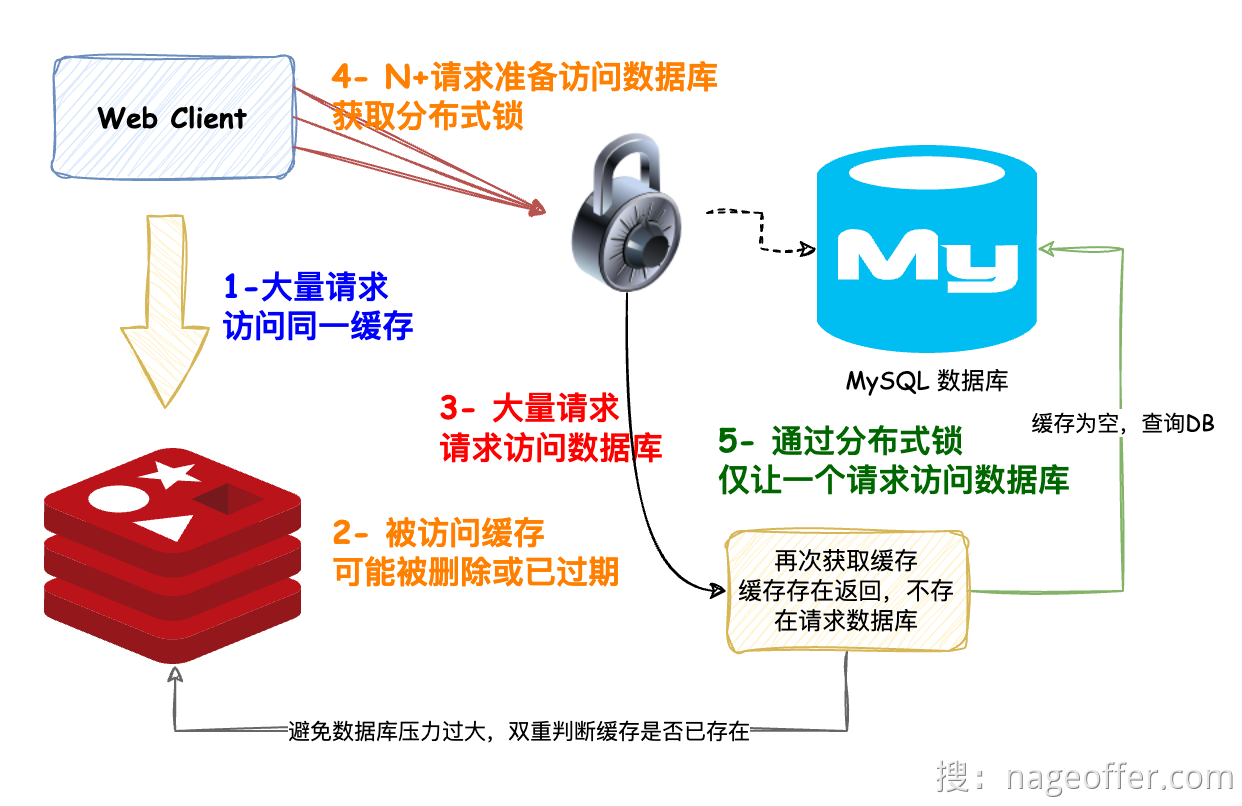 Web Client
4- N+请求准备访问数据库
获取分布式锁
1-大量请求
访问同一缓存
My
MySQL 数据库
3- 大量请求
请求访问数据库
缓存为空，查询DB
5- 通过分布式锁
仅让一个请求访问数据库
2- 被访问缓存
可能被删除或已过期
再次获取缓存
缓存存在返回，不存
在请求数据库
避免数据库压力过大，双重判断缓存是否已存在
搜：nageoffer.com